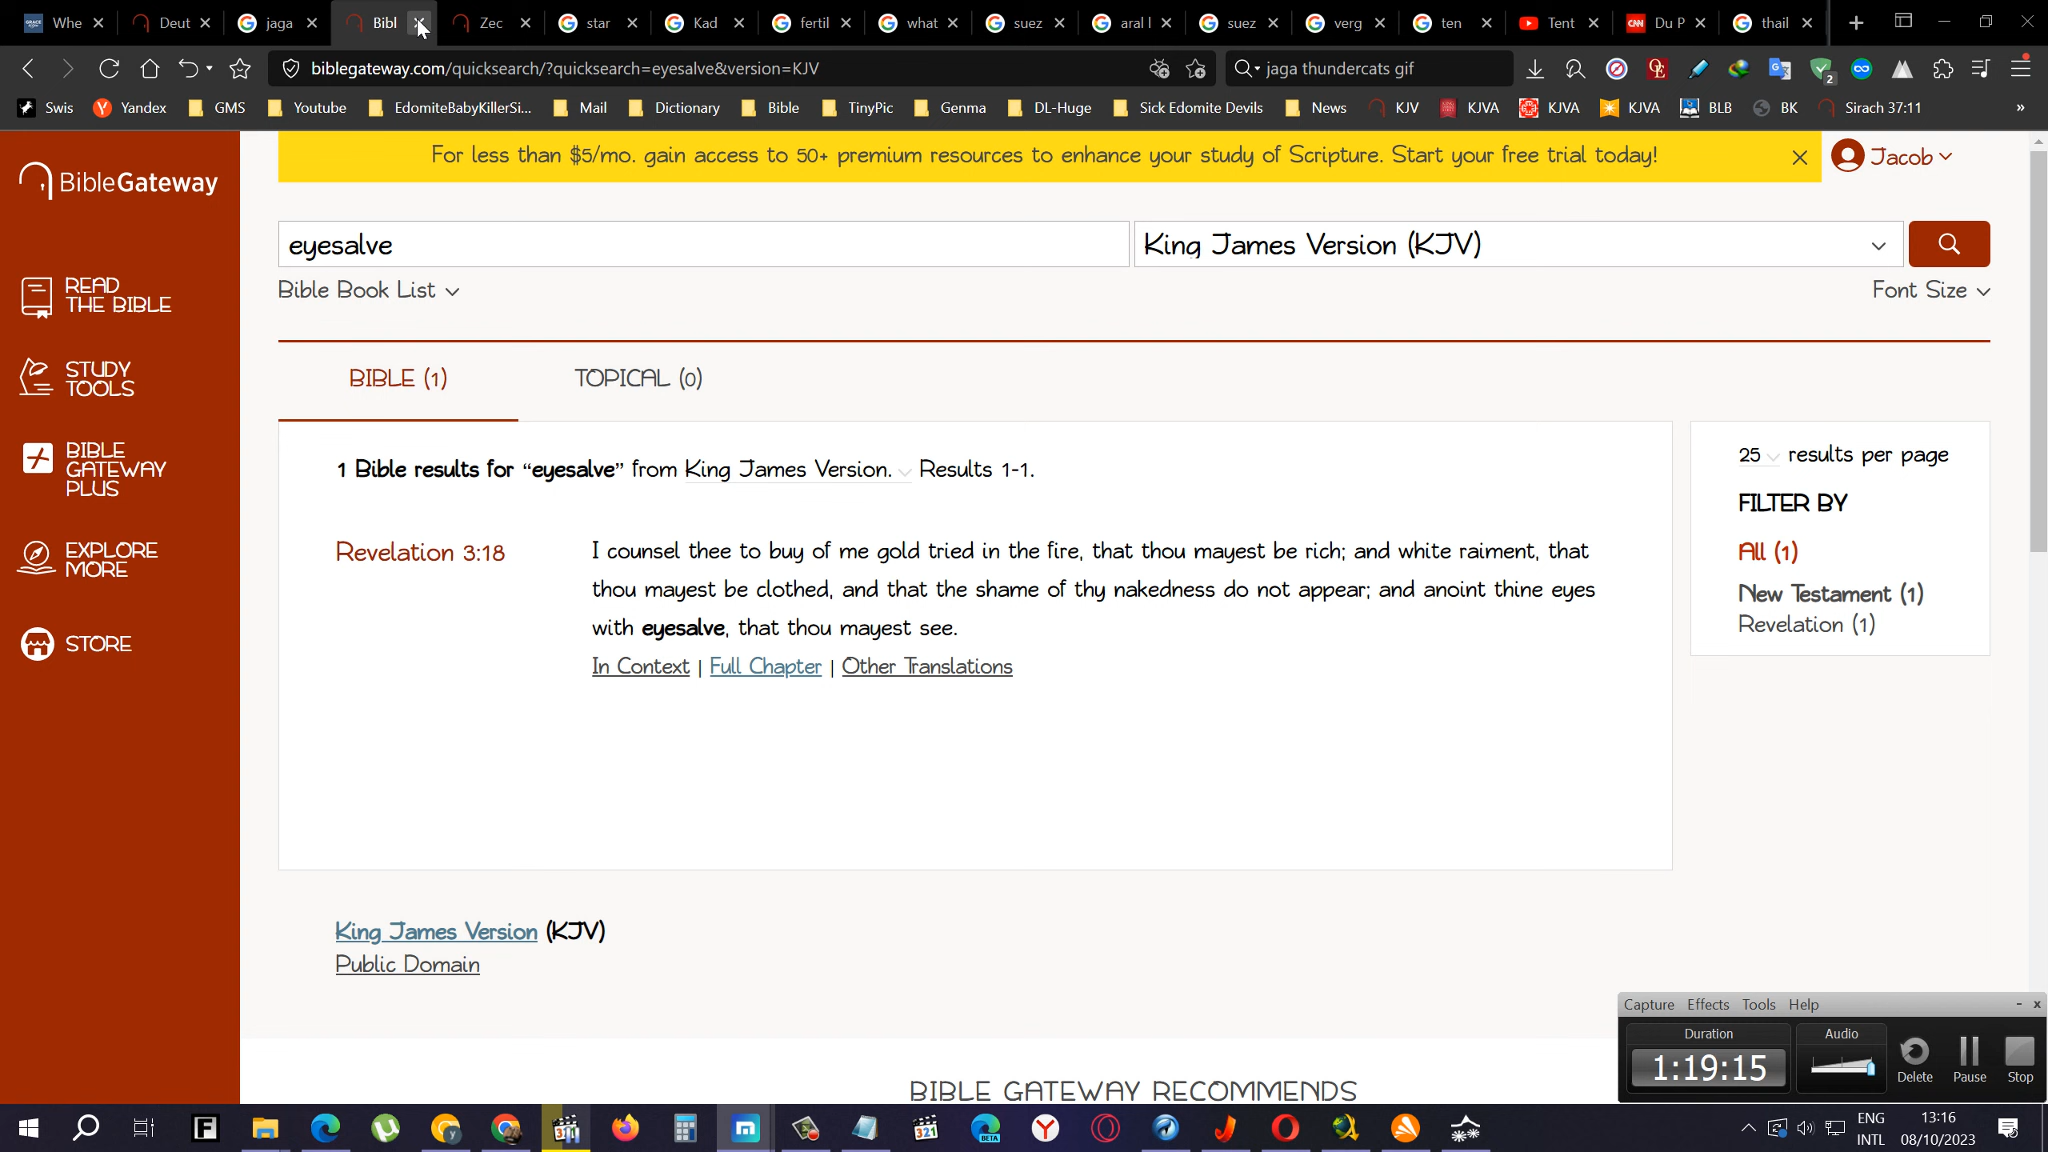 Whe
Deut
jaga
Bibl
Zec
star
Kad
fertil
what
suez
aral l
suez
verg
ten
Tent
CNN
Du P
thail
biblegateway.com/quicksearch/?quicksearch=eyesalve&version=KJV
jaga thundercats gif
2
Swis
Yandex
GMS
Youtube
EdomiteBabyKillerSi...
Mail
Dictionary
Bible
TinyPic
Genma
DL-Huge
Sick Edomite Devils
News
KJV
KJVA
KJVA
KJVA
BLB
BK
Sirach 37:11
»
BibleGateway
For less than $5/mo. gain access to 50+ premium resources to enhance your study of Scripture. Start your free trial today!
Jacob
eyesalve
King James Version (KJV)
Bible Book List
Font Size
READ
THE BIBLE
STUDY
TOOLS
BIBLE
GATEWAY
PLUS
EXPLORE
MORE
STORE
BIBLE (1)
TOPICAL (0)
1 Bible results for “eyesalve” from King James Version. Results 1-1.
Revelation 3:18
I counsel thee to buy of me gold tried in the fire, that thou mayest be rich; and white raiment, that
thou mayest be clothed, and that the shame of thy nakedness do not appear; and anoint thine eyes
with eyesalve, that thou mayest see.
In Context | Full Chapter | Other Translations
25 results per page
FILTER BY
All (1)
New Testament (1)
Revelation (1)
King James Version (KJV)
Public Domain
BIBLE GATEWAY RECOMMENDS
Capture Effects Tools Help
Duration
1:19:15
Audio
Delete
Pause
Stop
321
BETA
ENG
INTL
13:16
08/10/2023